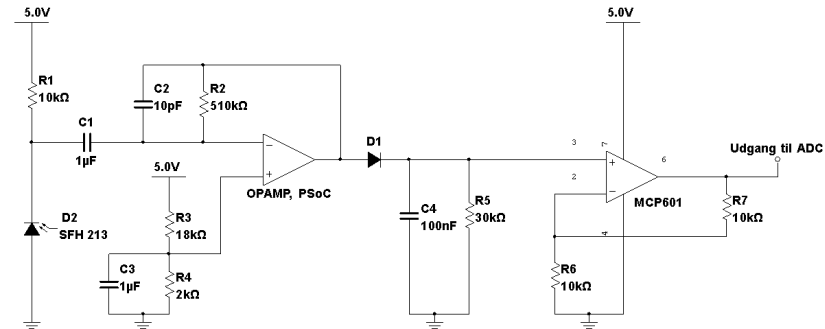 5.0V
5.0V
R1
10kΩ
C2
10pF
R2
510kΩ
C1
1µF
D1
Udgang til ADC
3
7
6
2
4
5.0V
OPAMP, PSoC
MCP601
D2
SFH 213
R3
18kΩ
C4
100nF
R5
30kΩ
R7
10kΩ
C3
1µF
R4
2kΩ
R6
10kΩ